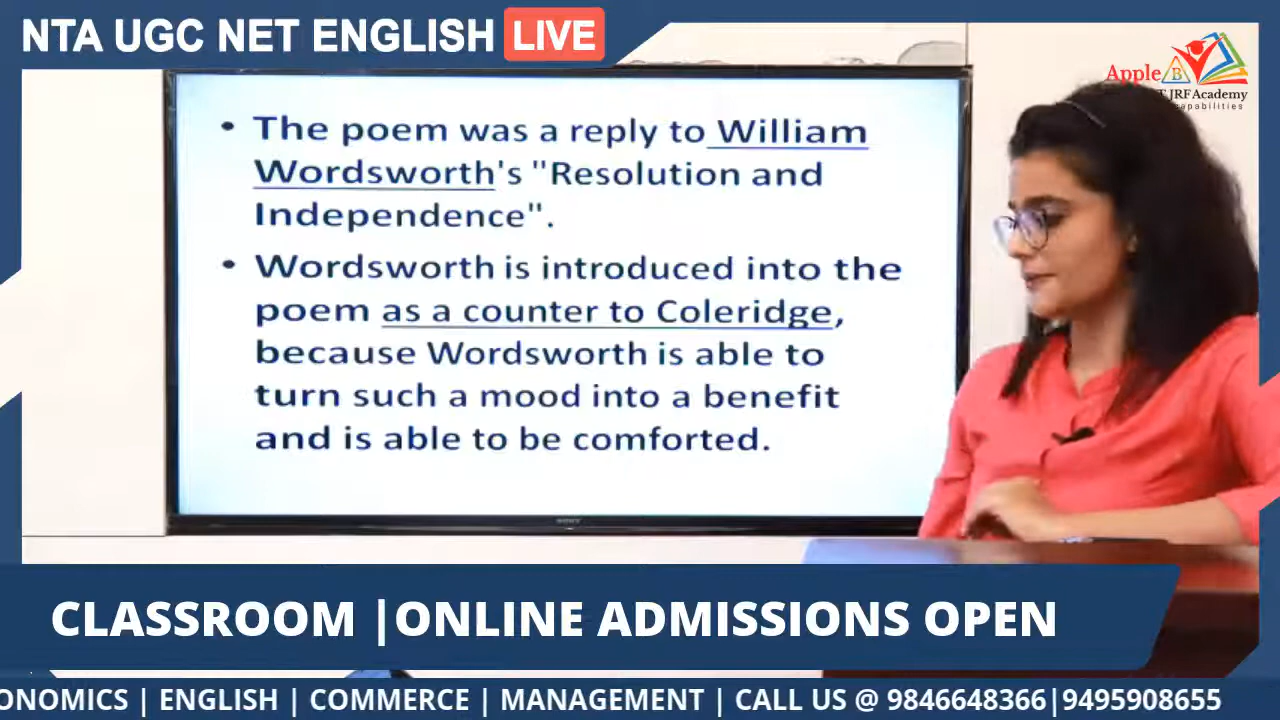 NTA UGC NET ENGLISH LIVE
Apple B
T JRF Academy
capabilities
• The poem was a reply to William
Wordsworth's "Resolution and
Independence".
• Wordsworth is introduced into the
poem as a counter to Coleridge,
because Wordsworth is able to
turn such a mood into a benefit
and is able to be comforted.
SONY
CLASSROOM |ONLINE ADMISSIONS OPEN
ONOMICS | ENGLISH | COMMERCE | MANAGEMENT | CALL US @ 9846648366|9495908655